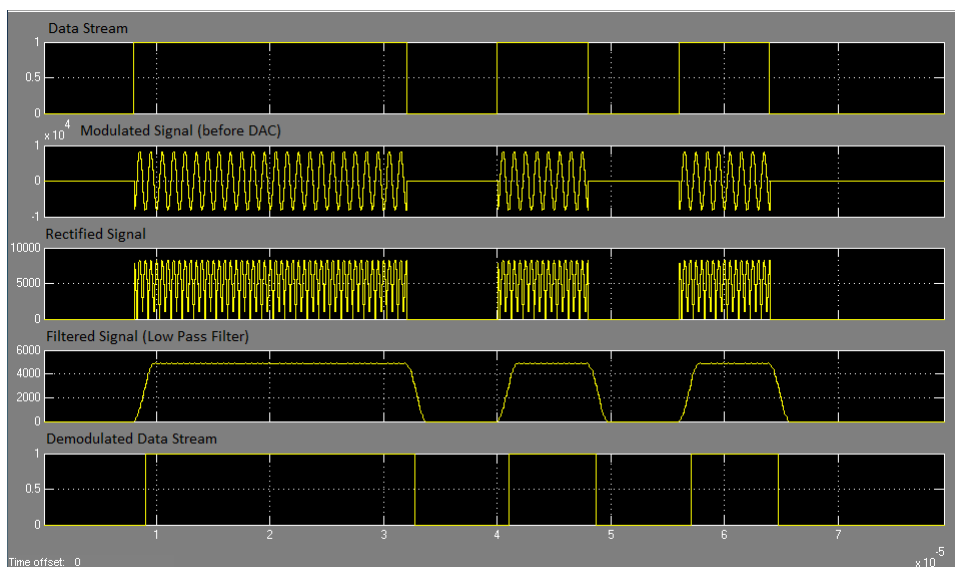 Data Stream
1
0.5
0
x 10^4 Modulated Signal (before DAC)
1
0
-1
Rectified Signal
10000
5000
0
Filtered Signal (Low Pass Filter)
6000
4000
2000
0
Demodulated Data Stream
1
0.5
0
1 2 3 4 5 6 7
Time offset: 0
x 10^-5